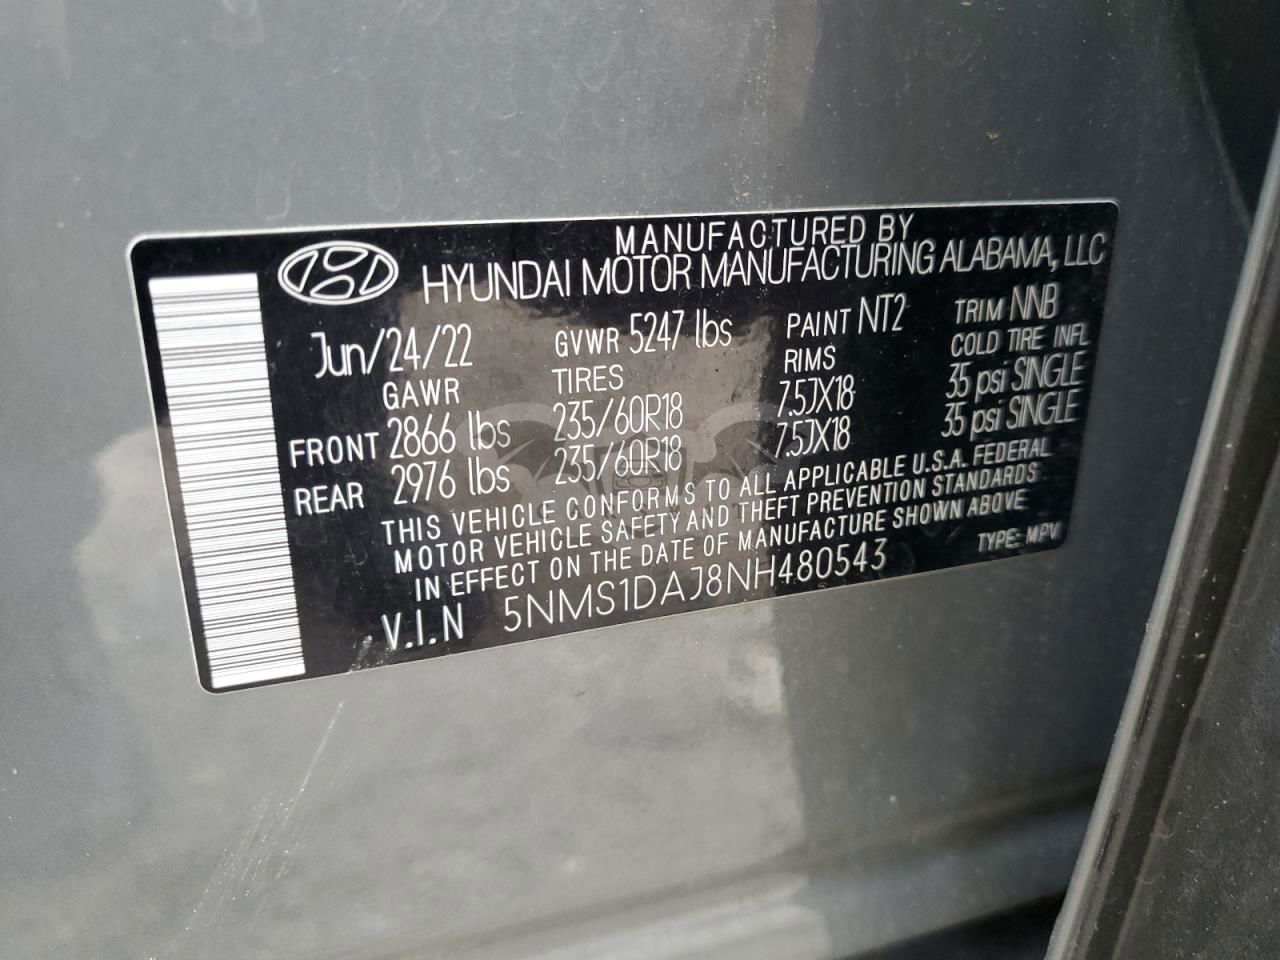 MANUFACTURED BY
HYUNDAI MOTOR MANUFACTURING ALABAMA, LLC
Jun/24/22 GVWR 5247 lbs PAINT NT2 TRIM NNB
GAWR TIRES RIMS COLD TIRE INFL
FRONT 2866 lbs 235/60R18 7.5JX18 35 psi SINGLE
REAR 2976 lbs 235/60R18 7.5JX18 35 psi SINGLE
THIS VEHICLE CONFORMS TO ALL APPLICABLE U.S.A. FEDERAL
MOTOR VEHICLE SAFETY AND THEFT PREVENTION STANDARDS
IN EFFECT ON THE DATE OF MANUFACTURE SHOWN ABOVE
V.I.N 5NMS1DAJ8NH480543 TYPE: MPV